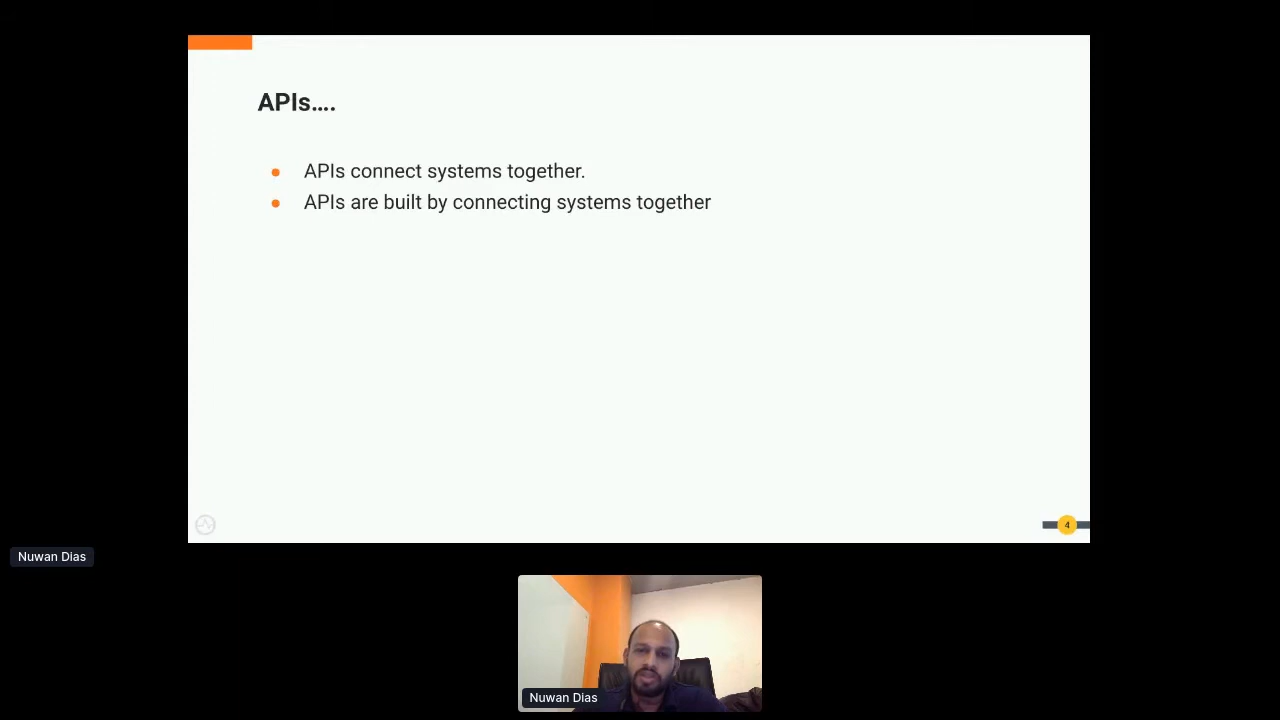 APIs....
APIs connect systems together.
APIs are built by connecting systems together
4
Nuwan Dias
Nuwan Dias